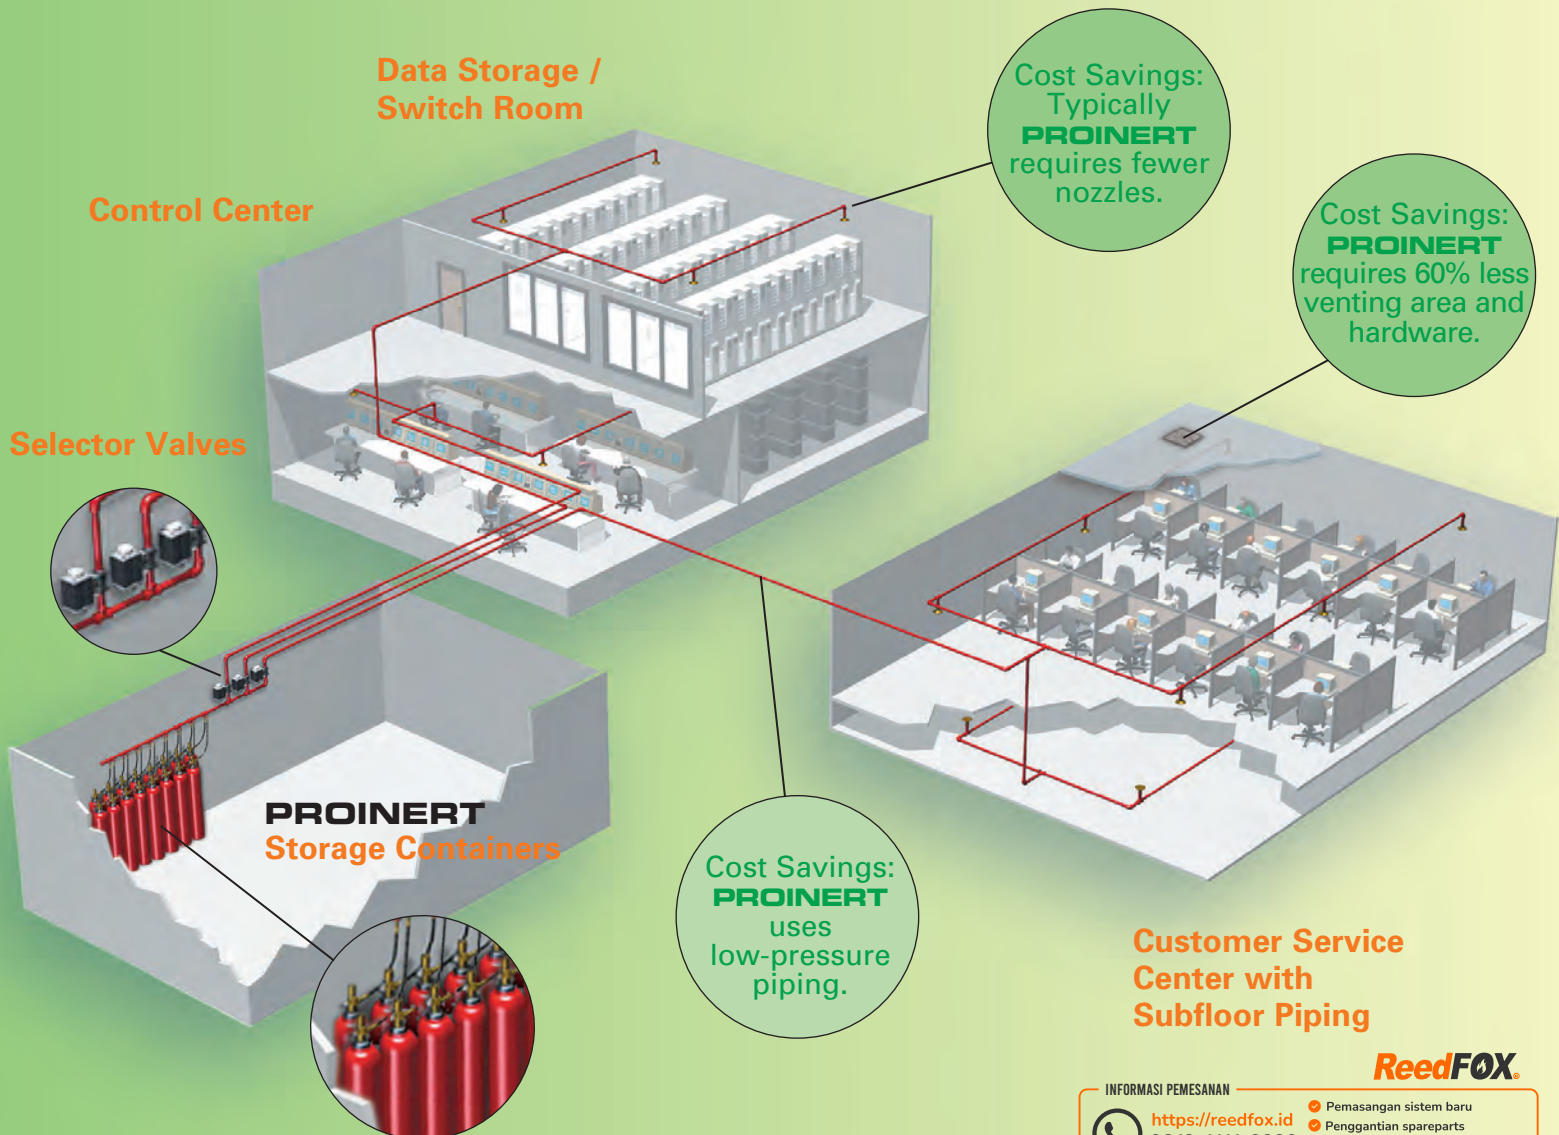 Data Storage /
Switch Room
Control Center
Selector Valves
Cost Savings:
Typically
PROINERT
requires fewer
nozzles.
Cost Savings:
PROINERT
requires 60% less
venting area and
hardware.
PROINERT
Storage Containers
Cost Savings:
PROINERT
uses
low-pressure
piping.
Customer Service
Center with
Subfloor Piping
ReedFOX®
INFORMASI PEMESANAN
https://reedfox.id
Pemasangan sistem baru
Penggantian spareparts